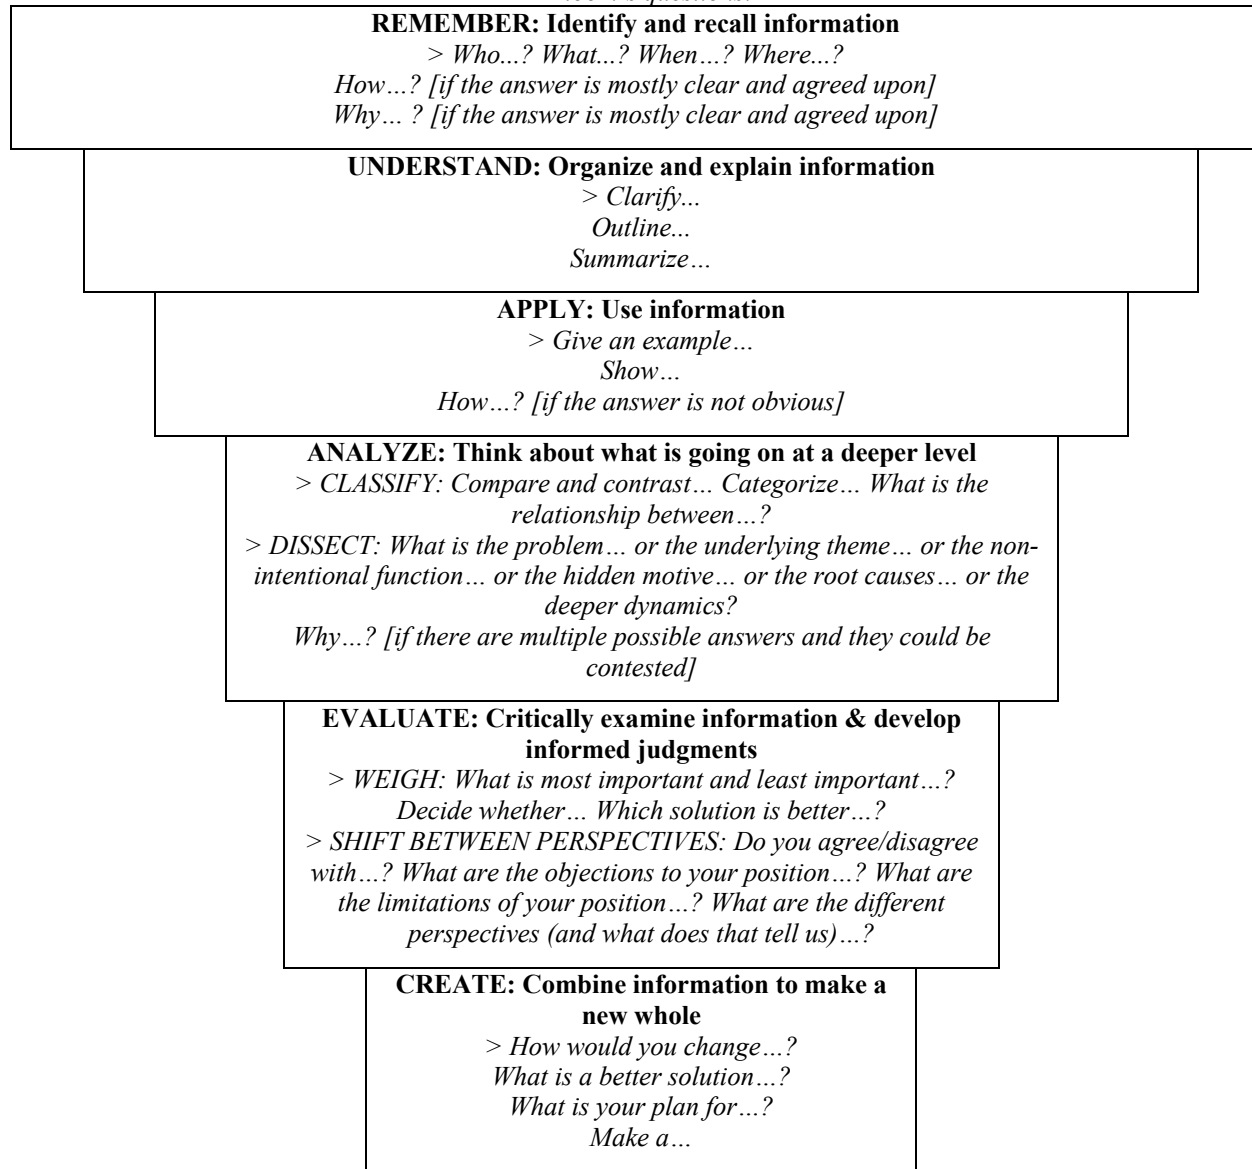 REMEMBER: Identify and recall information
> Who...? What...? When…? Where...?
How…? [if the answer is mostly clear and agreed upon]
Why… ? [if the answer is mostly clear and agreed upon]
UNDERSTAND: Organize and explain information
> Clarify...
Outline...
Summarize…
APPLY: Use information
> Give an example…
Show…
How…? [if the answer is not obvious]
ANALYZE: Think about what is going on at a deeper level
> CLASSIFY: Compare and contrast… Categorize… What is the
relationship between…?
> DISSECT: What is the problem… or the underlying theme… or the non-
intentional function… or the hidden motive… or the root causes… or the
deeper dynamics?
Why…? [if there are multiple possible answers and they could be
contested]
EVALUATE: Critically examine information & develop
informed judgments
> WEIGH: What is most important and least important…?
Decide whether… Which solution is better…?
> SHIFT BETWEEN PERSPECTIVES: Do you agree/disagree
with…? What are the objections to your position…? What are
the limitations of your position…? What are the different
perspectives (and what does that tell us)…?
CREATE: Combine information to make a
new whole
> How would you change…?
What is a better solution…?
What is your plan for…?
Make a…